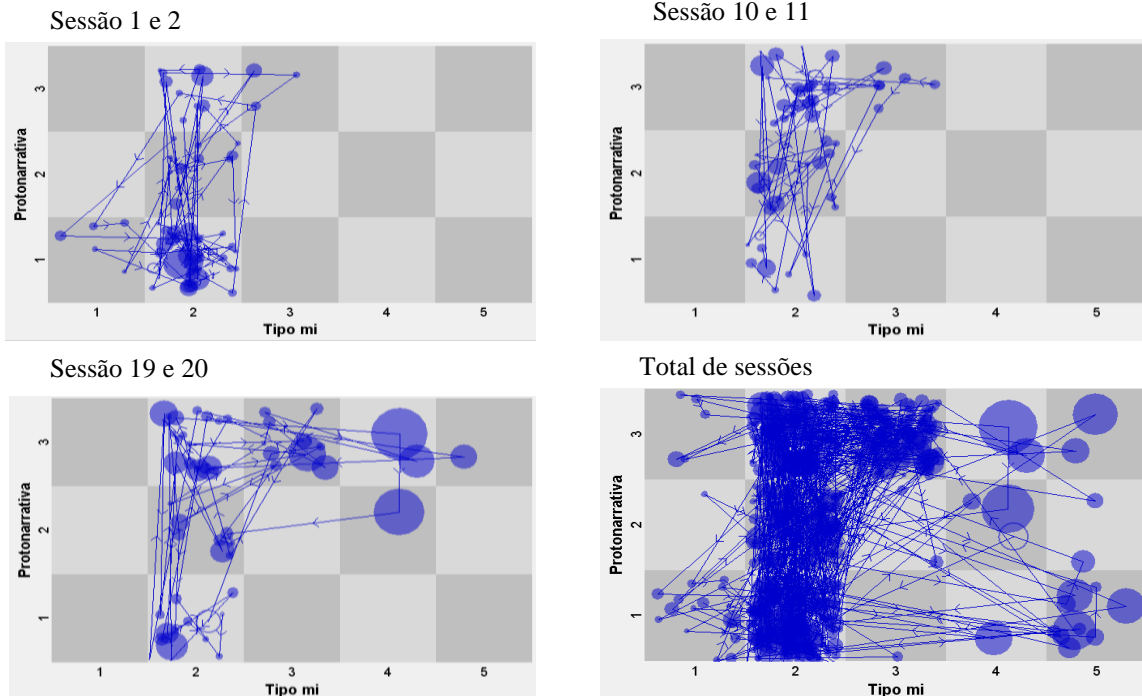 Sessão 1 e 2
Protonarrativa
3
2
1
1 2 3 4 5
Tipo mi
Sessão 10 e 11
Protonarrativa
3
2
1
1 2 3 4 5
Tipo mi
Sessão 19 e 20
Protonarrativa
3
2
1
1 2 3 4 5
Tipo mi
Total de sessões
Protonarrativa
3
2
1
1 2 3 4 5
Tipo mi